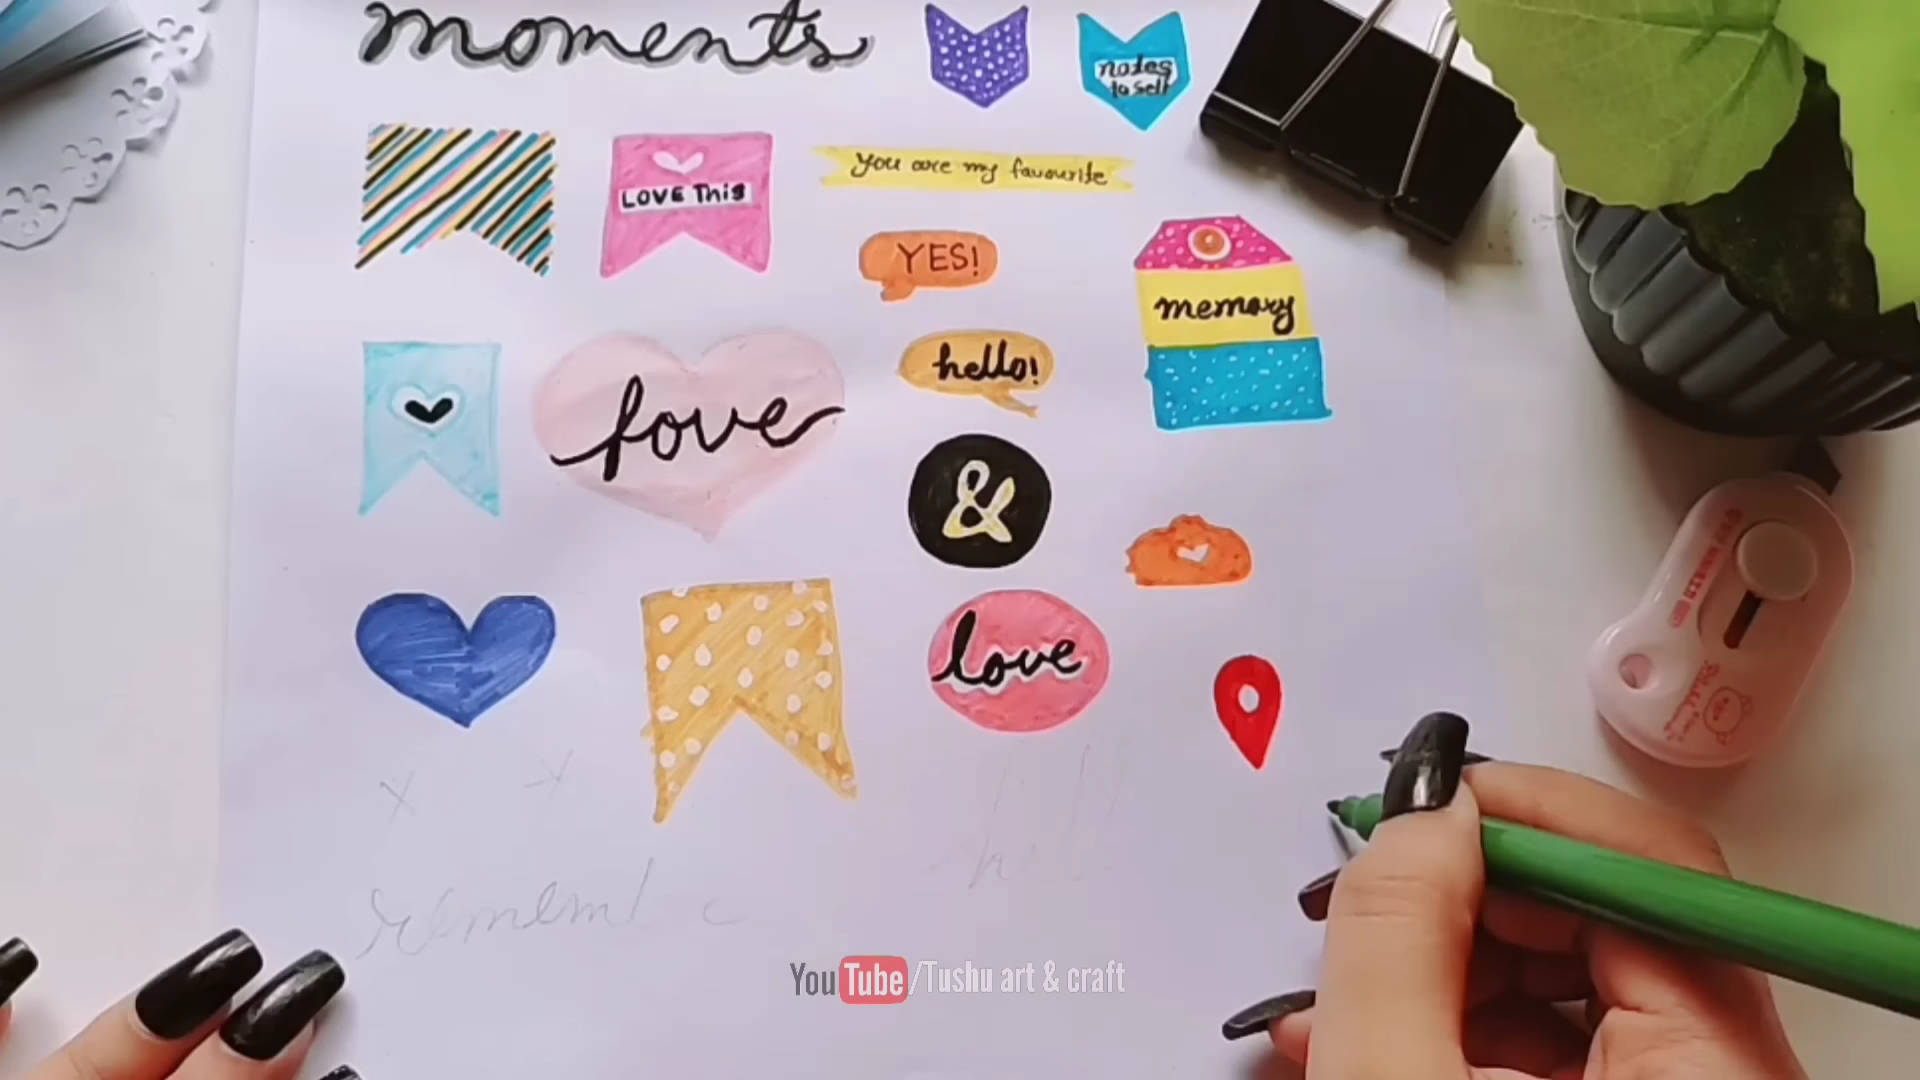 moments
notes
to self
LOVE This
you are my favourite
YES!
memory
hello!
love
&
love
YouTube/Tushu art & craft